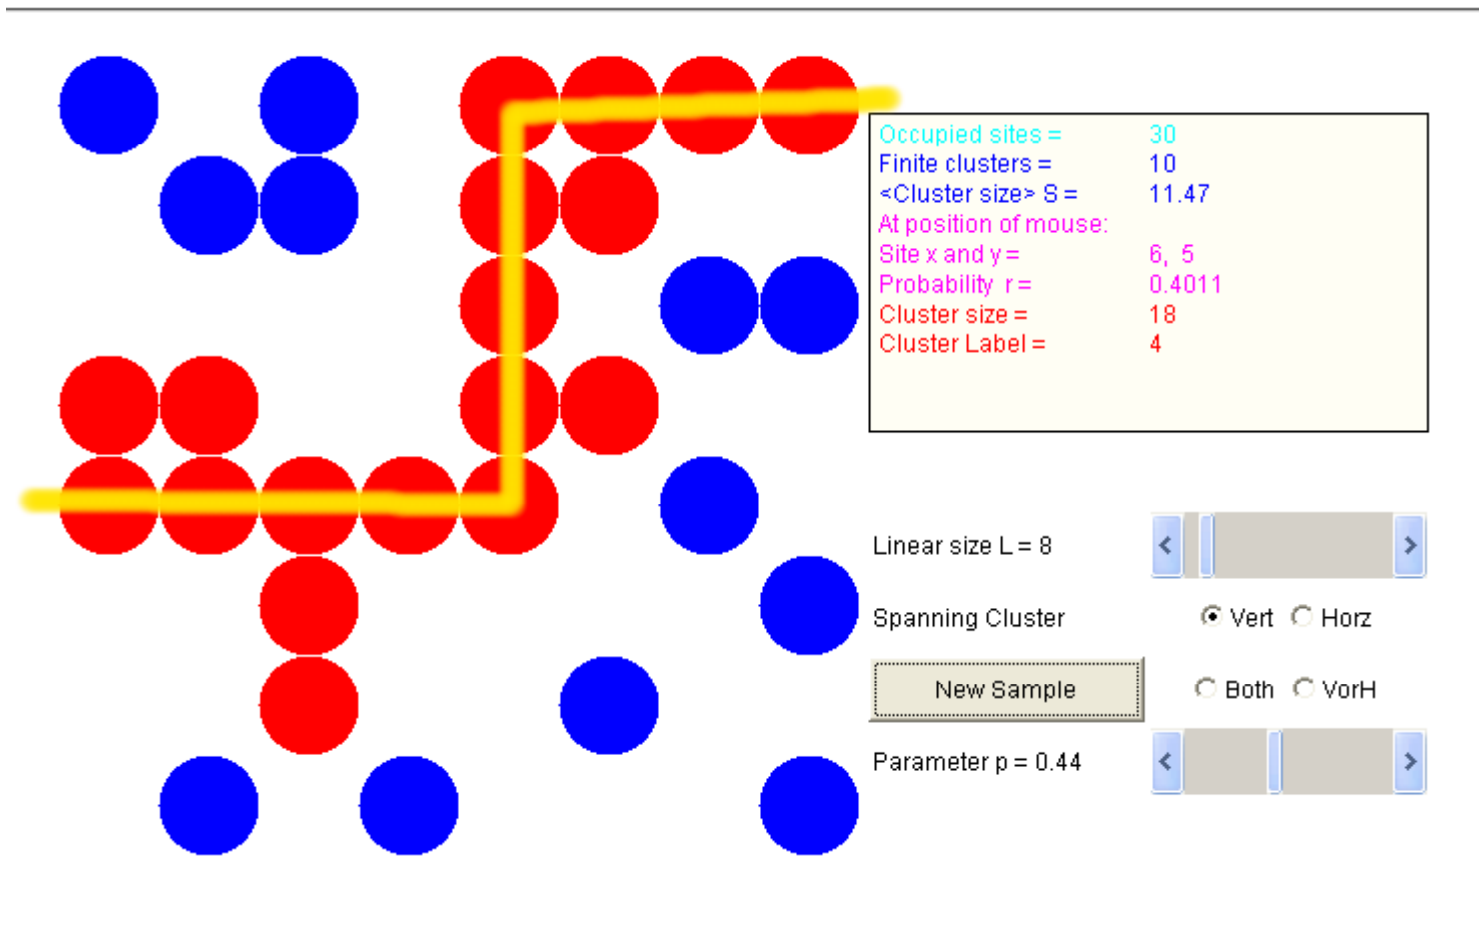 Occupied sites = 30
Finite clusters = 10
<Cluster size> S = 11.47
At position of mouse:
Site x and y = 6, 5
Probability r = 0.4011
Cluster size = 18
Cluster Label = 4
Linear size L = 8
Spanning Cluster Vert Horz
New Sample Both VorH
Parameter p = 0.44